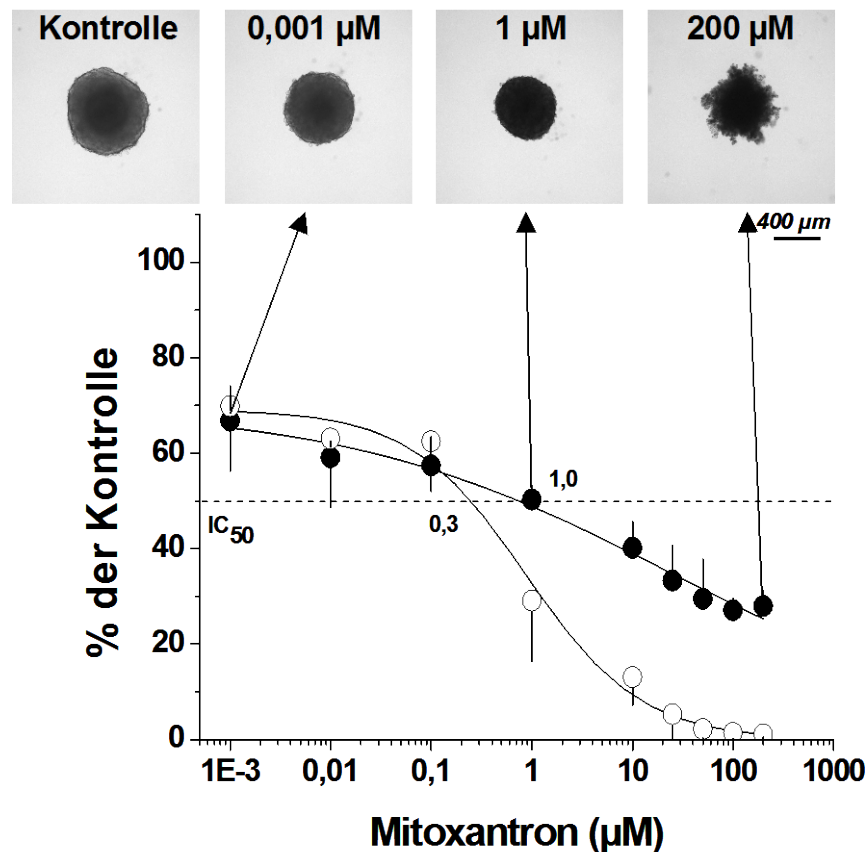 Kontrolle
0,001 µM
1 µM
200 µM
400 µm
100
80
60
40
20
0
% der Kontrolle
IC50
0,3
1,0
1E-3
0,01
0,1
1
10
100
1000
Mitoxantron (µM)